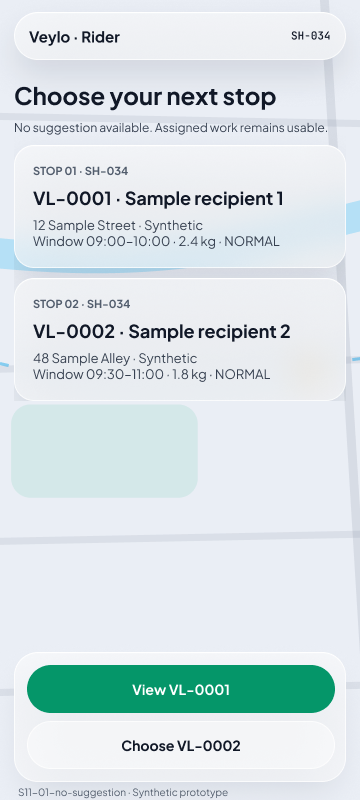 Veylo · Rider
SH-034
Choose your next stop
No suggestion available. Assigned work remains usable.
STOP 01 · SH-034
VL-0001 · Sample recipient 1
12 Sample Street · Synthetic
Window 09:00–10:00 · 2.4 kg · NORMAL
STOP 02 · SH-034
VL-0002 · Sample recipient 2
48 Sample Alley · Synthetic
Window 09:30–11:00 · 1.8 kg · NORMAL
View VL-0001
Choose VL-0002
S11-01-no-suggestion · Synthetic prototype